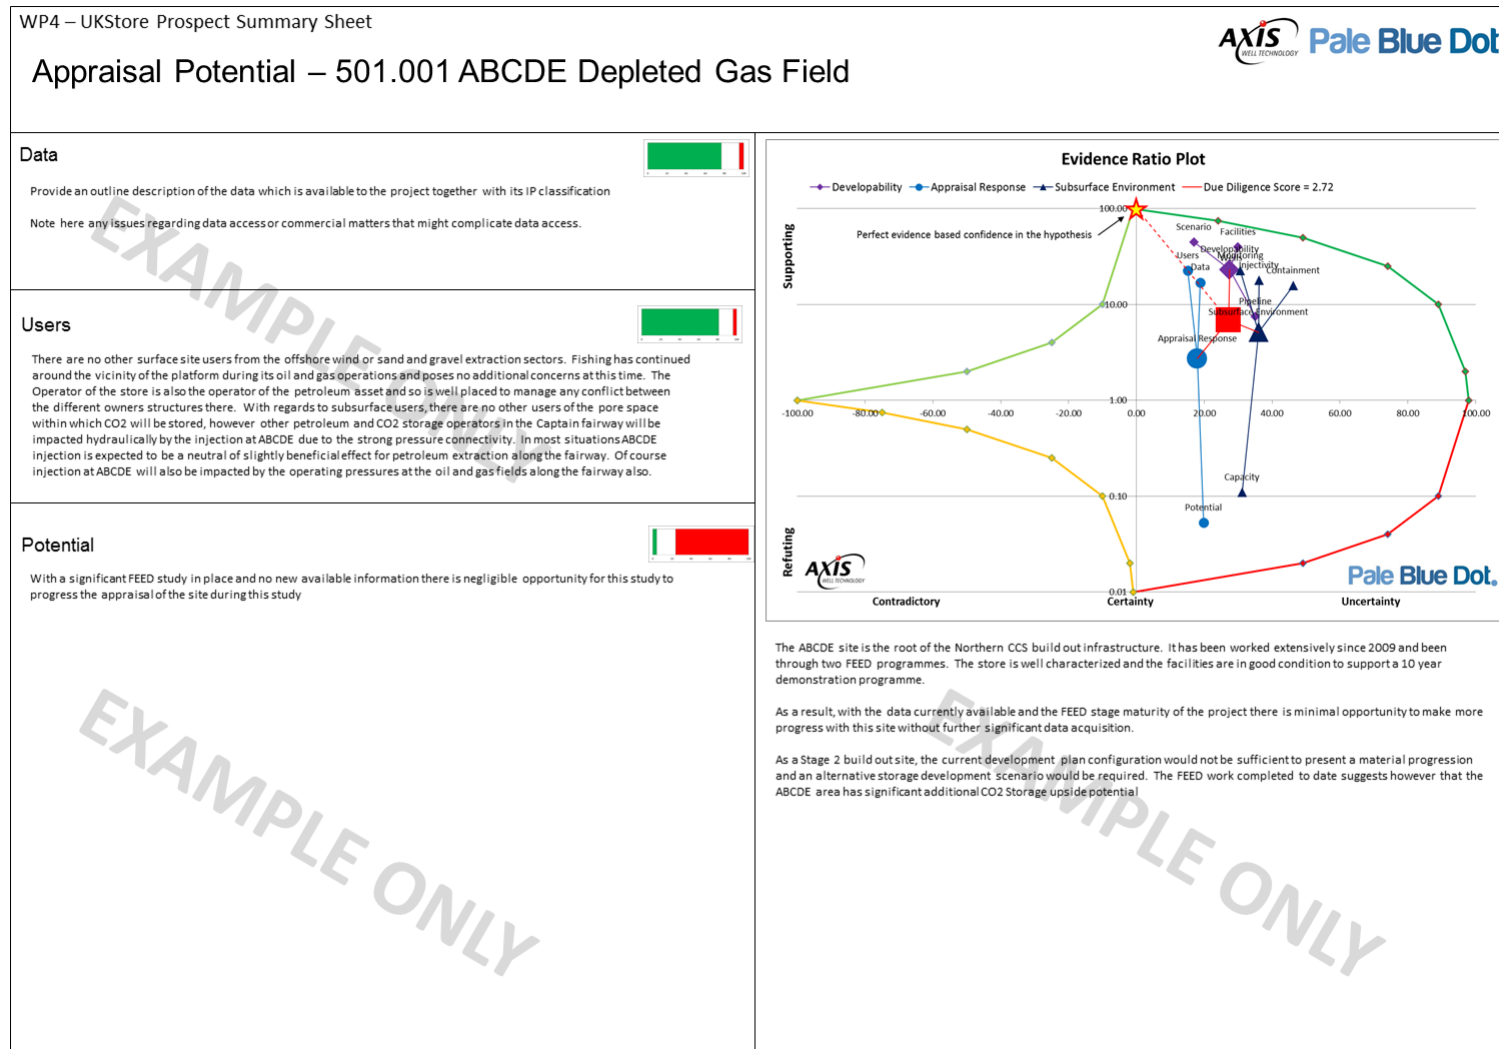 WP4 – UKStore Prospect Summary Sheet
AXIS
WELL TECHNOLOGY
Pale Blue Dot
Appraisal Potential – 501.001 ABCDE Depleted Gas Field
Data
Provide an outline description of the data which is available to the project together with its IP classification
Note here any issues regarding data access or commercial matters that might complicate data access.
EXAMPLE ONLY
Users
There are no other surface site users from the offshore wind or sand and gravel extraction sectors. Fishing has continued
around the vicinity of the platform during its oil and gas operations and poses no additional concerns at this time. The
Operator of the store is also the operator of the petroleum asset and so is well placed to manage any conflict between
the different owners structures there. With regards to subsurface users, there are no other users of the pore space
within which CO2 will be stored, however other petroleum and CO2 storage operators in the Captain fairway will be
impacted hydraulically by the injection at ABCDE due to the strong pressure connectivity. In most situations ABCDE
injection is expected to be a neutral of slightly beneficial effect for petroleum extraction along the fairway. Of course
injection at ABCDE will also be impacted by the operating pressures at the oil and gas fields along the fairway also.
Potential
With a significant FEED study in place and no new available information there is negligible opportunity for this study to
progress the appraisal of the site during this study
EXAMPLE ONLY
Evidence Ratio Plot
Developability Appraisal Response Subsurface Environment Due Diligence Score = 2.72
100.00
Perfect evidence based confidence in the hypothesis
Supporting
Scenario
Facilities
Developability
Monitoring
Users
Data
Injectivity
Containment
10.00
Pipeline
Subsurface Environment
Appraisal Response
1.00
-100.00 -80.00 -60.00 -40.00 -20.00 0.00 20.00 40.00 60.00 80.00 100.00
Capacity
0.10
Potential
Refuting
AXIS
WELL TECHNOLOGY
Pale Blue Dot.
0.01
Contradictory Certainty Uncertainty
The ABCDE site is the root of the Northern CCS build out infrastructure. It has been worked extensively since 2009 and been
through two FEED programmes. The store is well characterized and the facilities are in good condition to support a 10 year
demonstration programme.
As a result, with the data currently available and the FEED stage maturity of the project there is minimal opportunity to make more
progress with this site without further significant data acquisition.
As a Stage 2 build out site, the current development plan configuration would not be sufficient to present a material progression
and an alternative storage development scenario would be required. The FEED work completed to date suggests however that the
ABCDE area has significant additional CO2 Storage upside potential
EXAMPLE ONLY